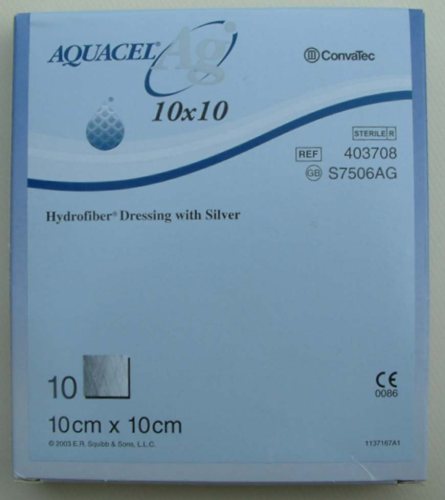 AQUACEL® Ag
ConvaTec
10x10
STERILE R
REF 403708
GB S7506AG
Hydrofiber® Dressing with Silver
10
10cm x 10cm
CE
0086
© 2003 E.R. Squibb & Sons, L.L.C.
1137167A1